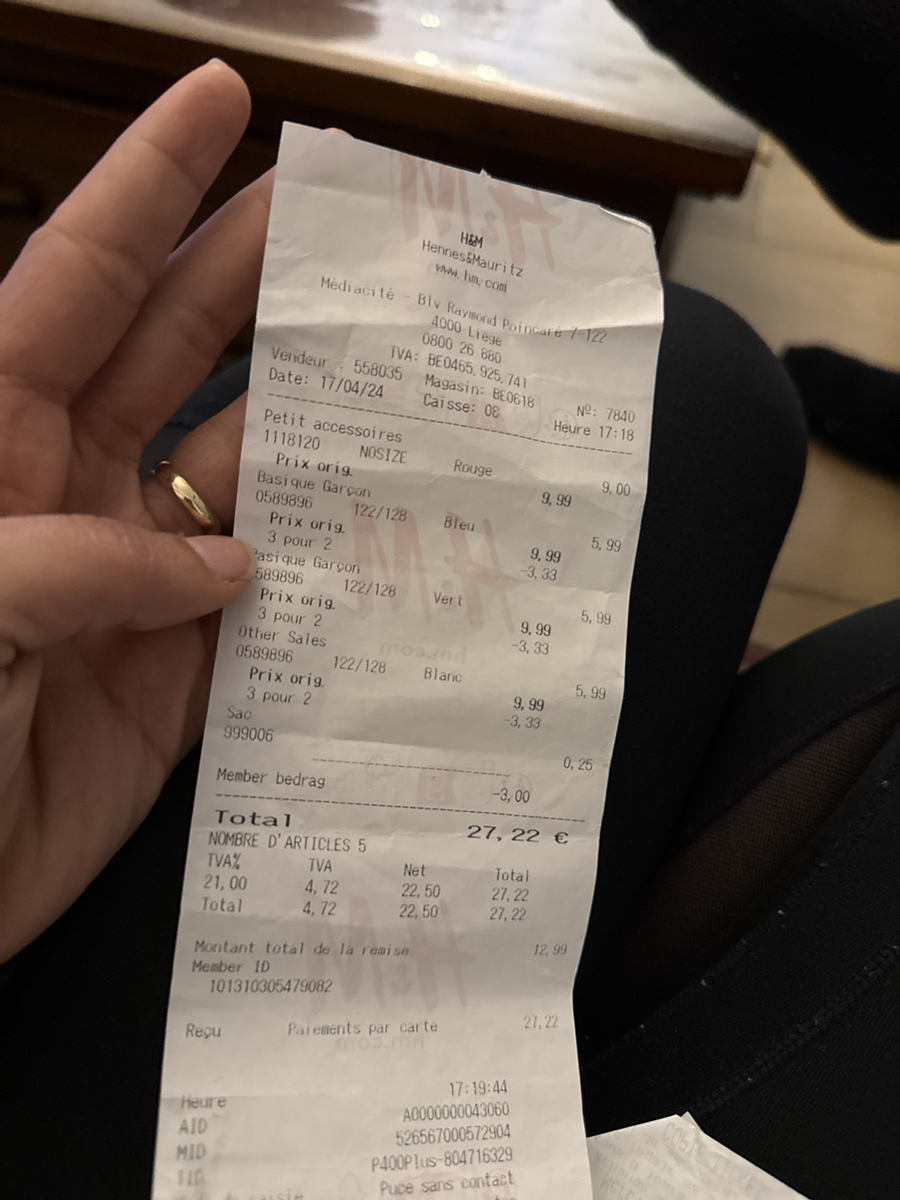 H&M
Hennes&Mauritz
www.hm.com
Médiacité - Blv Raymond Poincaré 7-122
4000 Liege
0800 26 880
TVA: BE0465.925.741
Vendeur : 558035 Magasin: BE0618 Nº: 7840
Date: 17/04/24 Caisse: 08 Heure 17:18
Petit accessoires 9,00
1118120 NOSIZE Rouge
Prix orig. 9,99
Basique Garçon 5,99
0589896 122/128 Bleu
Prix orig. 9,99
3 pour 2 -3,33
Basique Garçon 5,99
589896 122/128 Vert
Prix orig. 9,99
3 pour 2 -3,33
Other Sales 5,99
0589896 122/128 Blanc
Prix orig. 9,99
3 pour 2 -3,33
Sac 0,25
999006
Member bedrag -3,00
Total 27,22 €
NOMBRE D'ARTICLES 5
TVA% TVA Net Total
21,00 4,72 22,50 27,22
Total 4,72 22,50 27,22
Montant total de la remise 12,99
Member ID
101310305479082
Reçu Paiements par carte 27,22
Heure 17:19:44
AID A0000000043060
MID 526567000572904
TID P400Plus-804716329
Puce sans contact